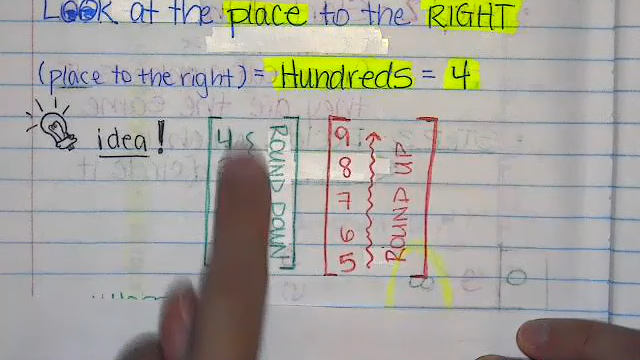 LOOK at the place to the RIGHT
(place to the right) = Hundreds = 4
idea!
4
ROUND DOWN
9
8
7
6
5
ROUND UP